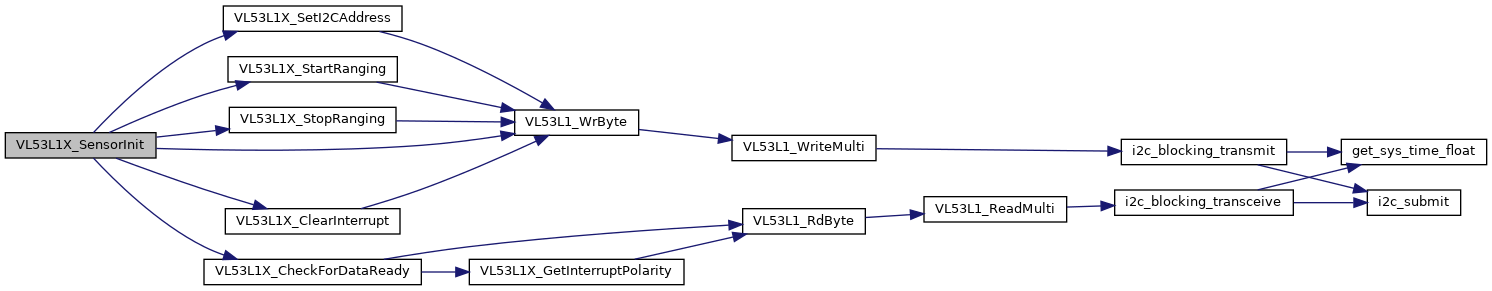 VL53L1X_SensorInit
VL53L1X_SetI2CAddress
VL53L1X_StartRanging
VL53L1X_StopRanging
VL53L1X_ClearInterrupt
VL53L1X_CheckForDataReady
VL53L1X_GetInterruptPolarity
VL53L1_WrByte
VL53L1_RdByte
VL53L1_WriteMulti
VL53L1_ReadMulti
i2c_blocking_transmit
i2c_blocking_transceive
get_sys_time_float
i2c_submit